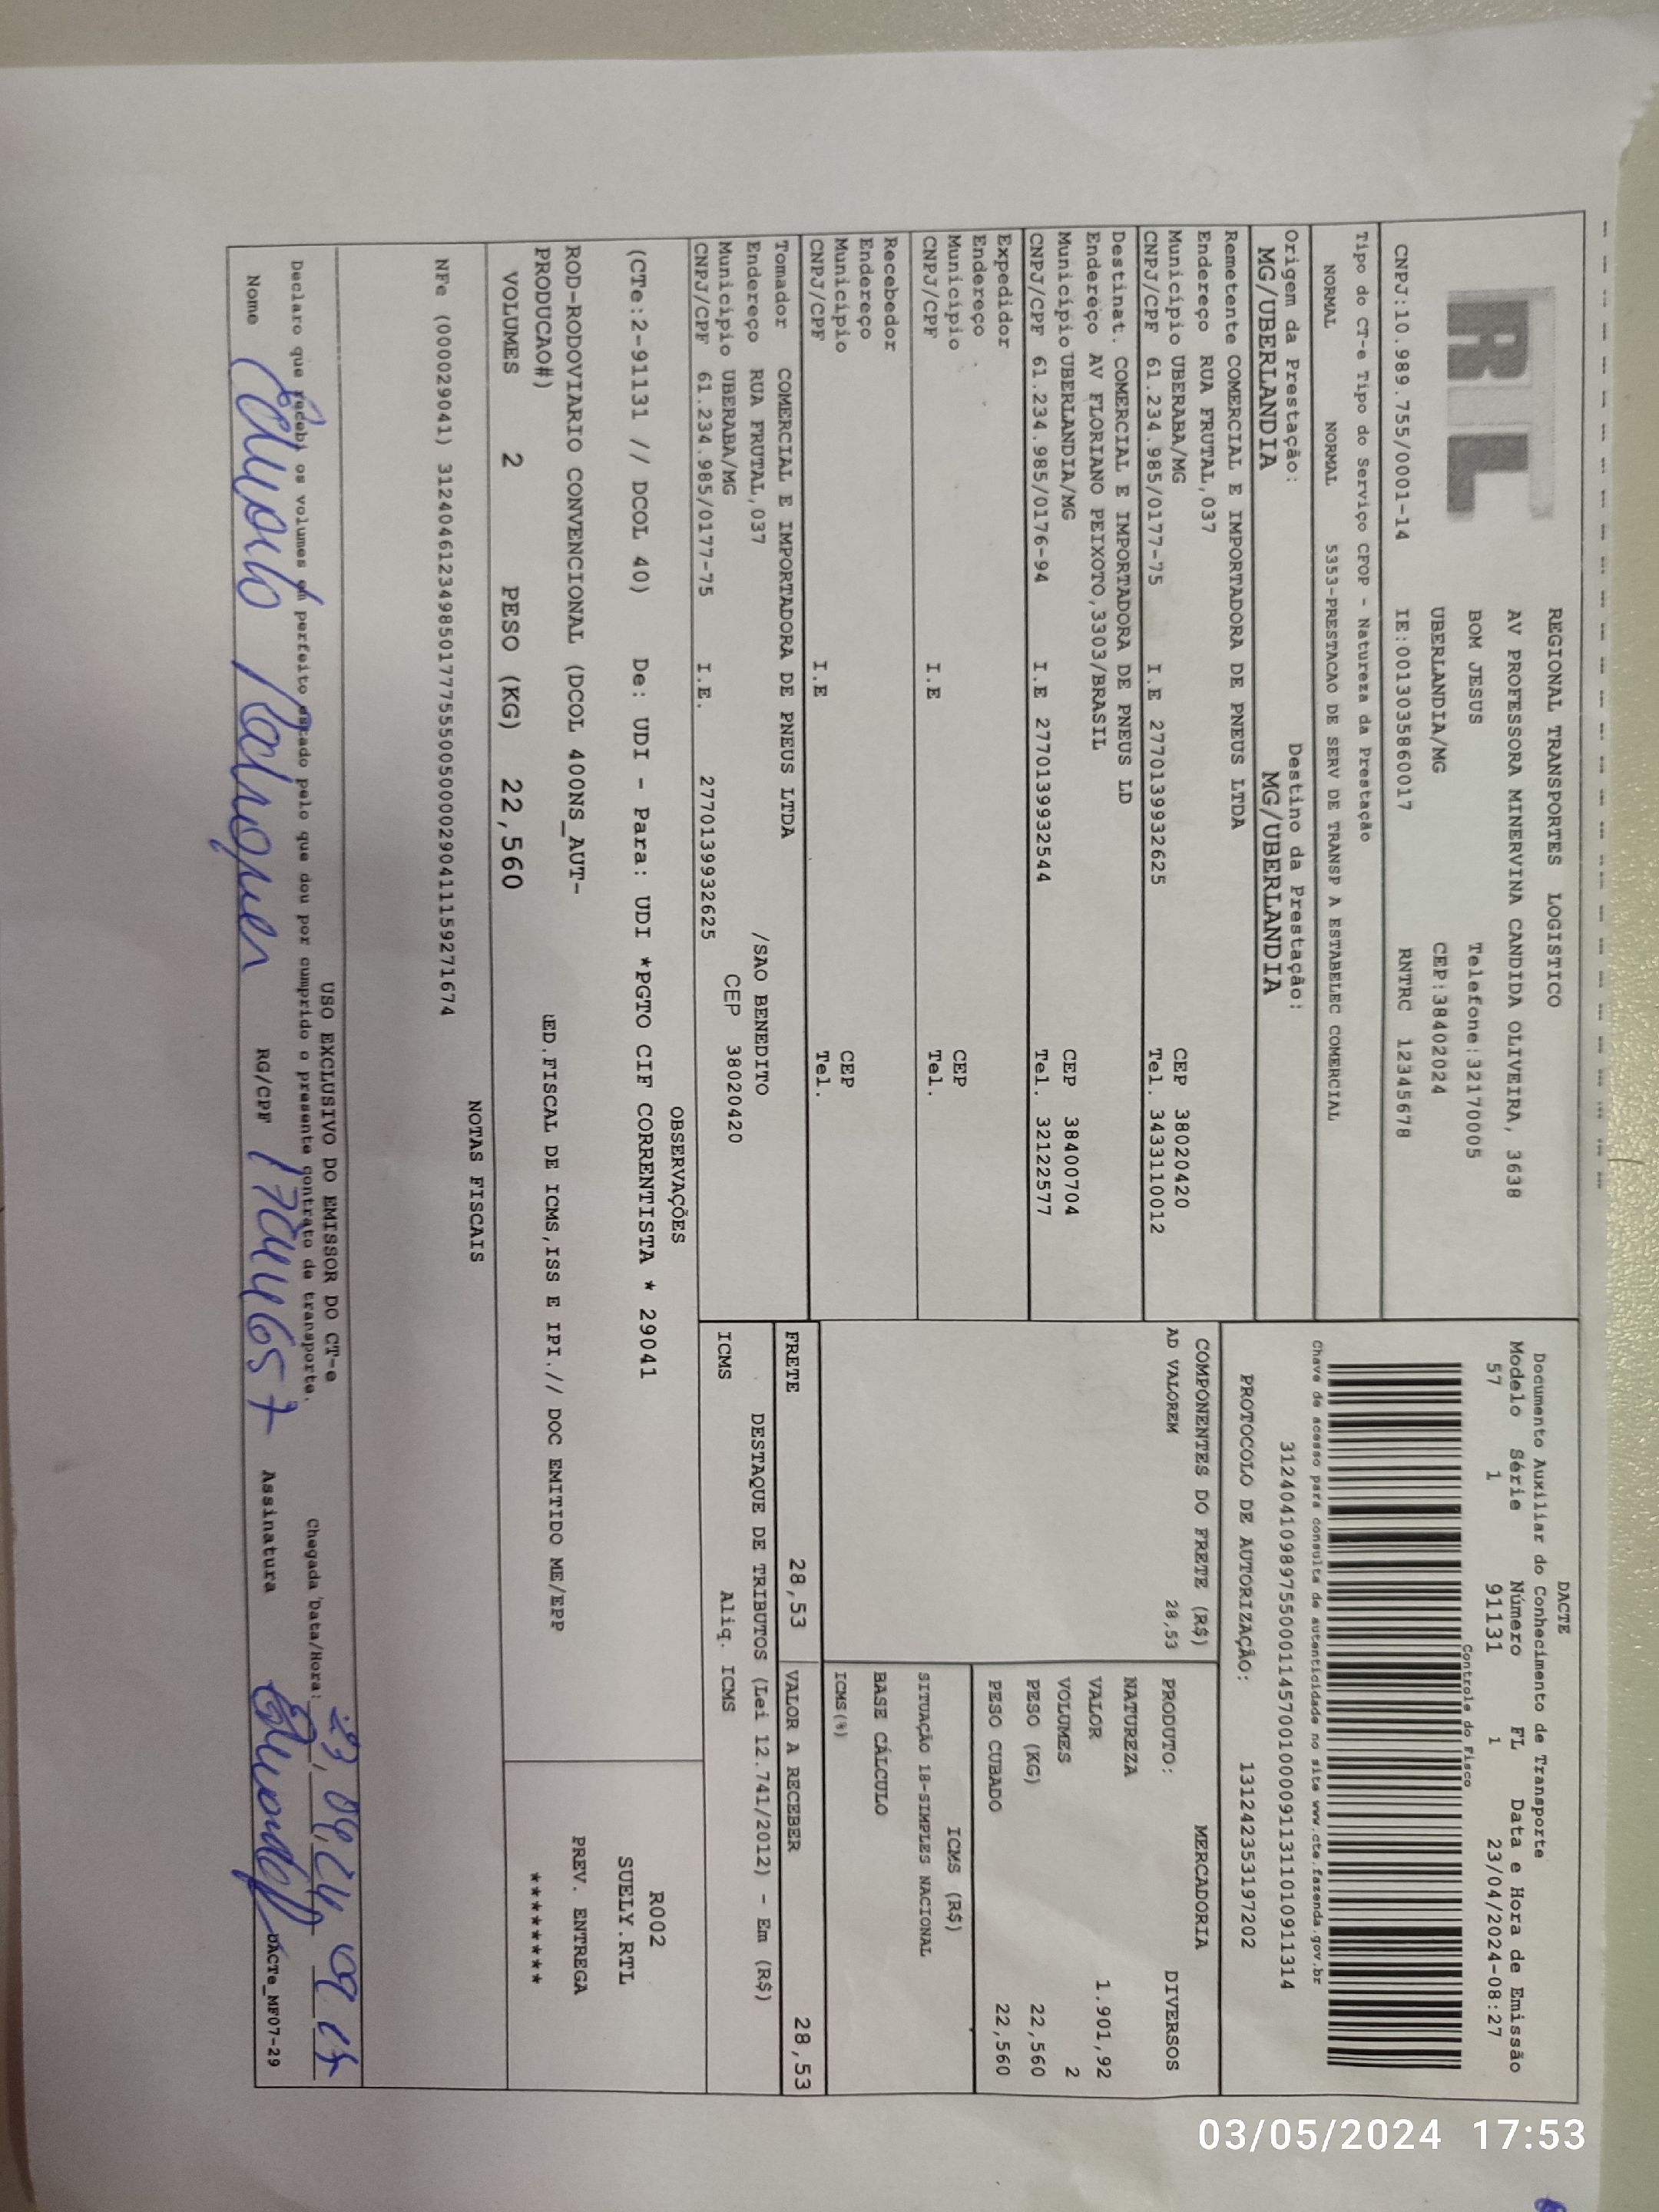 RTL
REGIONAL TRANSPORTES LOGISTICO
AV PROFESSORA MINERVINA CANDIDA OLIVEIRA, 3638
BOM JESUS Telefone:32170005
UBERLANDIA/MG CEP:38402024
CNPJ:10.989.755/0001-14 IE:0013035860017 RNTRC 12345678
DACTE
Documento Auxiliar do Conhecimento de Transporte
Modelo Série Número FL Data e Hora de Emissão
57 1 91131 1 23/04/2024-08:27
Controle do Fisco
Chave de acesso para consulta de autenticidade no site www.cte.fazenda.gov.br
31240410989755000114570010000911311010911314
PROTOCOLO DE AUTORIZAÇÃO: 131242353197202
Tipo do CT-e Tipo do Serviço CFOP - Natureza da Prestação
NORMAL NORMAL 5353-PRESTACAO DE SERV DE TRANSP A ESTABELEC COMERCIAL
Origem da Prestação: Destino da Prestação:
MG/UBERLANDIA MG/UBERLANDIA
Remetente COMERCIAL E IMPORTADORA DE PNEUS LTDA
Endereço RUA FRUTAL,037
Município UBERABA/MG CEP 38020420
CNPJ/CPF 61.234.985/0177-75 I.E 2770139932625 Tel. 3433110012
Destinat. COMERCIAL E IMPORTADORA DE PNEUS LD
Endereço AV FLORIANO PEIXOTO,3303/BRASIL
Município UBERLANDIA/MG CEP 38400704
CNPJ/CPF 61.234.985/0176-94 I.E 2770139932544 Tel. 32122577
Expedidor
Endereço
Município CEP
CNPJ/CPF I.E Tel.
Recebedor
Endereço
Município CEP
CNPJ/CPF I.E Tel.
Tomador COMERCIAL E IMPORTADORA DE PNEUS LTDA
Endereço RUA FRUTAL,037 /SAO BENEDITO
Município UBERABA/MG CEP 38020420
CNPJ/CPF 61.234.985/0177-75 I.E. 2770139932625
COMPONENTES DO FRETE (R$)
AD VALOREM 28,53
MERCADORIA
PRODUTO: DIVERSOS
NATUREZA
VALOR 1.901,92
VOLUMES 2
PESO (KG) 22,560
PESO CUBADO 22,560
ICMS (R$)
SITUAÇÃO 18-SIMPLES NACIONAL
BASE CÁLCULO
ICMS(%)
FRETE 28,53 VALOR A RECEBER 28,53
DESTAQUE DE TRIBUTOS (Lei 12.741/2012) - Em (R$)
ICMS Aliq. ICMS
OBSERVAÇÕES
(CTe:2-91131 // DCOL 40) De: UDI - Para: UDI *PGTO CIF CORRENTISTA * 29041
ROD-RODOVIARIO CONVENCIONAL (DCOL 400NS_AUT-
PRODUCAO#) ED.FISCAL DE ICMS,ISS E IPI.// DOC EMITIDO ME/EPP
VOLUMES 2 PESO (KG) 22,560
R002
SUELY.RTL
PREV. ENTREGA
********
NOTAS FISCAIS
NFe (000029041) 31240461234985017775550050000290411159271674
USO EXCLUSIVO DO EMISSOR DO CT-e
Declaro que recebi os volumes em perfeito estado pelo que dou por cumprido o presente contrato de transporte.
Chegada Data/Hora:
Nome Eduardo Rodrigues RG/CPF Assinatura
DACTe_MF07-29
03/05/2024 17:53